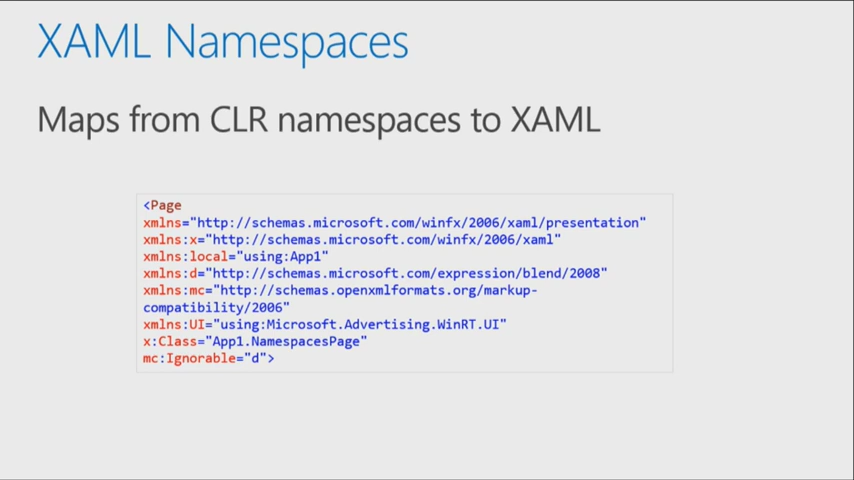 XAML Namespaces
Maps from CLR namespaces to XAML
<Page
xmlns="http://schemas.microsoft.com/winfx/2006/xaml/presentation"
xmlns:x="http://schemas.microsoft.com/winfx/2006/xaml"
xmlns:local="using:App1"
xmlns:d="http://schemas.microsoft.com/expression/blend/2008"
xmlns:mc="http://schemas.openxmlformats.org/markup-
compatibility/2006"
xmlns:UI="using:Microsoft.Advertising.WinRT.UI"
x:Class="App1.NamespacesPage"
mc:Ignorable="d">